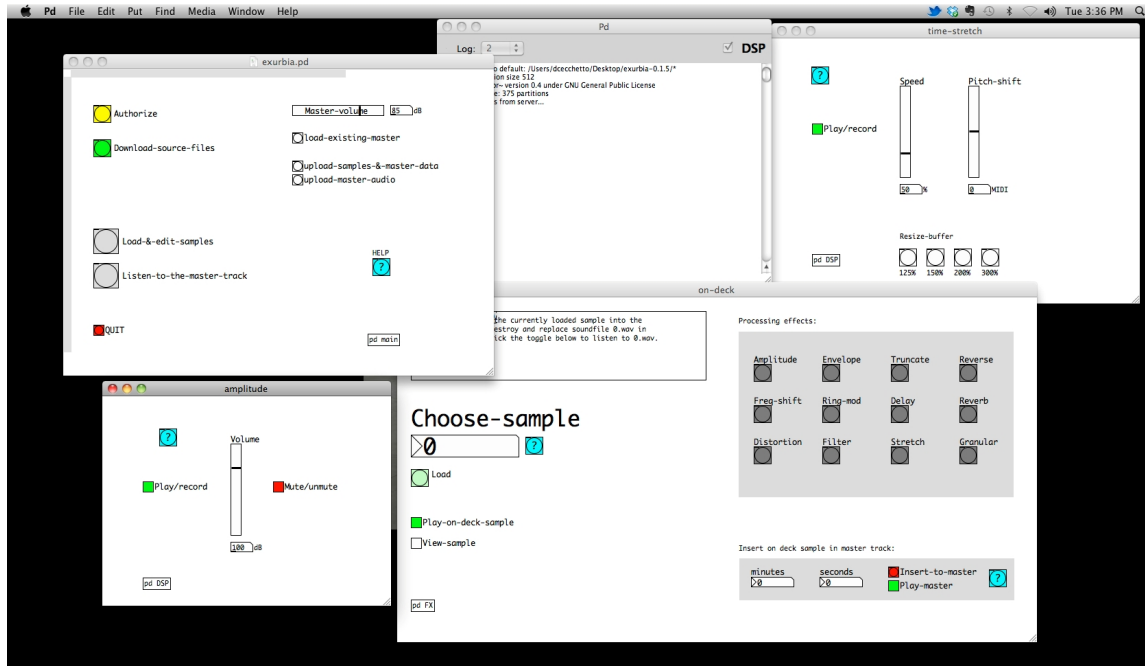 Pd File Edit Put Find Media Window Help
Tue 3:36 PM
Pd
Log: 2
DSP
o default: /Users/dcecchetto/Desktop/exurbia-0.1.5/*
ion size 512
or~ version 0.4 under GNU General Public License
e: 375 partitions
s from server...
time-stretch
?
Speed
Pitch-shift
Play/record
50 %
0 MIDI
Resize-buffer
pd DSP
125% 150% 200% 300%
exurbia.pd
Authorize
Download-source-files
Master-volume 85 dB
load-existing-master
upload-samples-&-master-data
upload-master-audio
Load-&-edit-samples
Listen-to-the-master-track
HELP
?
QUIT
pd main
amplitude
?
Volume
Play/record
Mute/unmute
100 dB
pd DSP
on-deck
the currently loaded sample into the
estroy and replace soundfile 0.wav in
ick the toggle below to listen to 0.wav.
Choose-sample
0 ?
Load
Play-on-deck-sample
View-sample
pd FX
Processing effects:
Amplitude Envelope Truncate Reverse
Freq-shift Ring-mod Delay Reverb
Distortion Filter Stretch Granular
Insert on deck sample in master track:
minutes seconds
0 0
Insert-to-master
Play-master
?